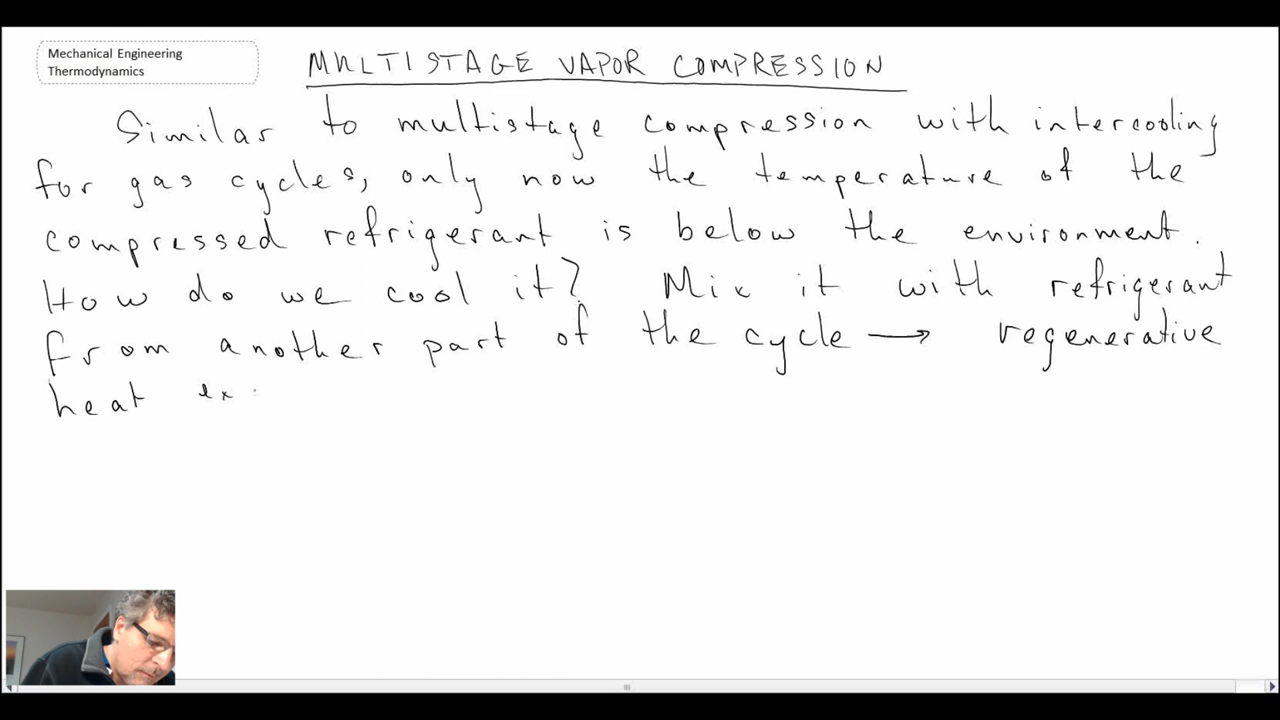 Mechanical Engineering
Thermodynamics
MULTISTAGE VAPOR COMPRESSION
Similar to multistage compression with intercooling
for gas cycles, only now the temperature of the
compressed refrigerant is below the environment.
How do we cool it? Mix it with refrigerant
from another part of the cycle → regenerative
heat ex